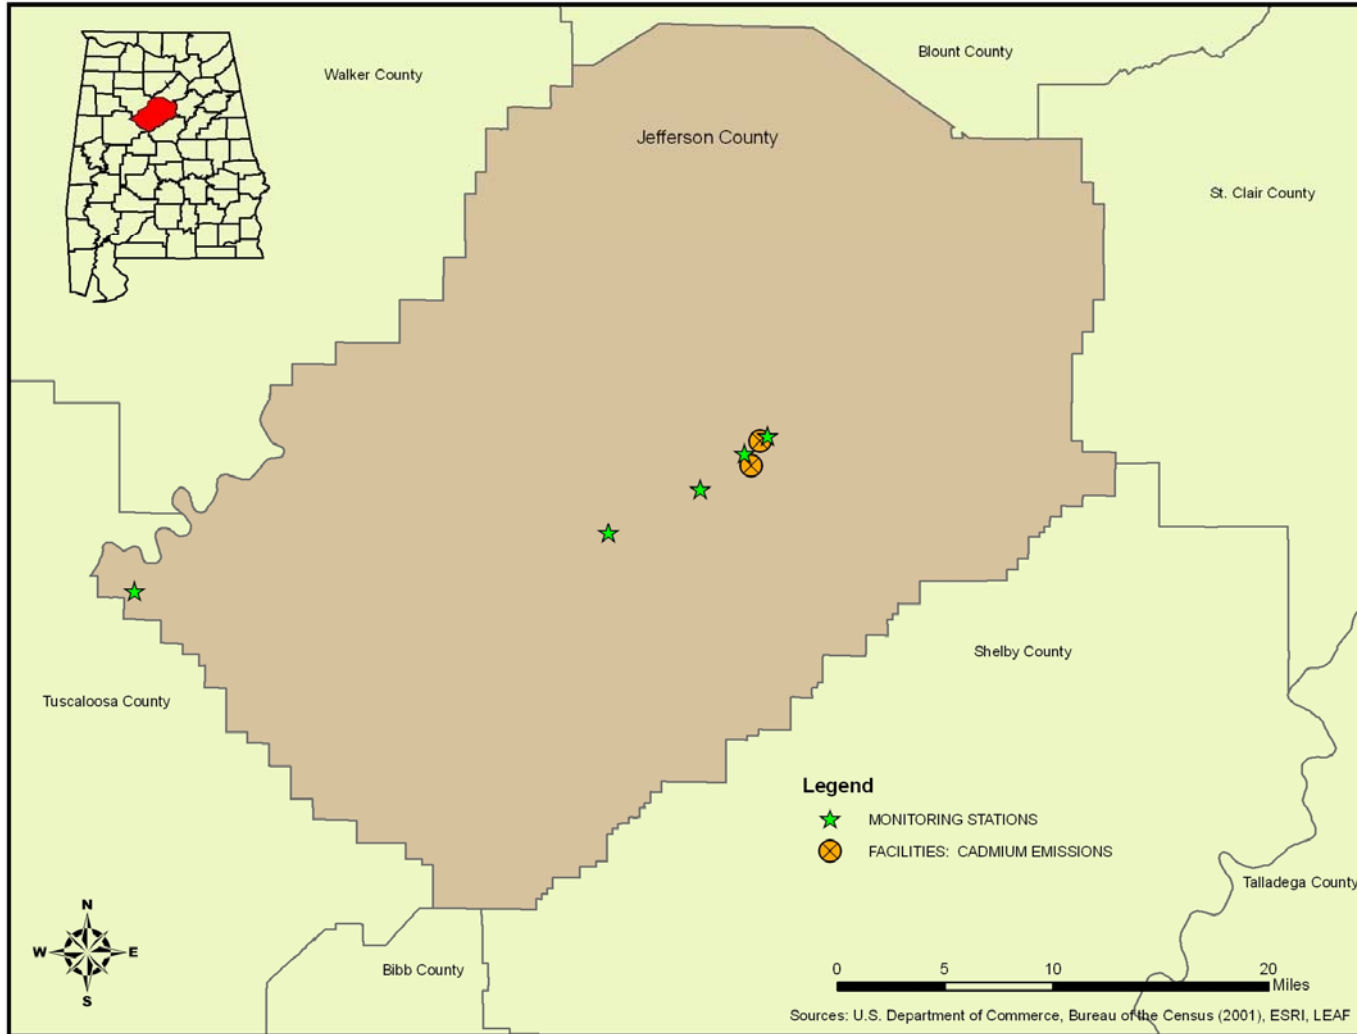 Blount County
Walker County
Jefferson County
St. Clair County
Shelby County
Tuscaloosa County
Legend
MONITORING STATIONS
FACILITIES: CADMIUM EMISSIONS
Talladega County
N
W E
S
Bibb County
0 5 10 20
Miles
Sources: U.S. Department of Commerce, Bureau of the Census (2001), ESRI, LEAF